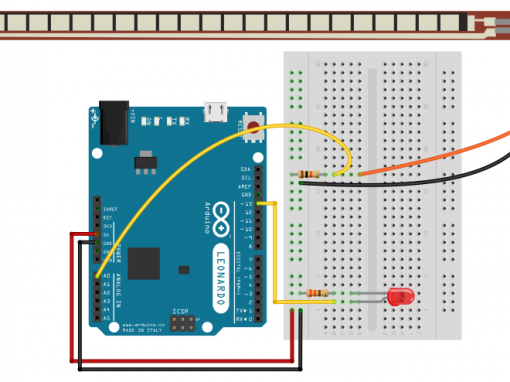 +VIN
ON
L
TX
RX
RESET
SDA
SCL
AREF
GND
~13
12
~11
~10
~9
8
7
~6
5
4
~3
2
TX▸1
RX◂0
IOREF
RST
3V3
5V
GND
POWER
A0
A1
A2
A3
A4
A5
ANALOG IN
DIGITAL (PWM~)
Arduino
LEONARDO
ICSP
www.arduino.cc
MADE IN ITALY